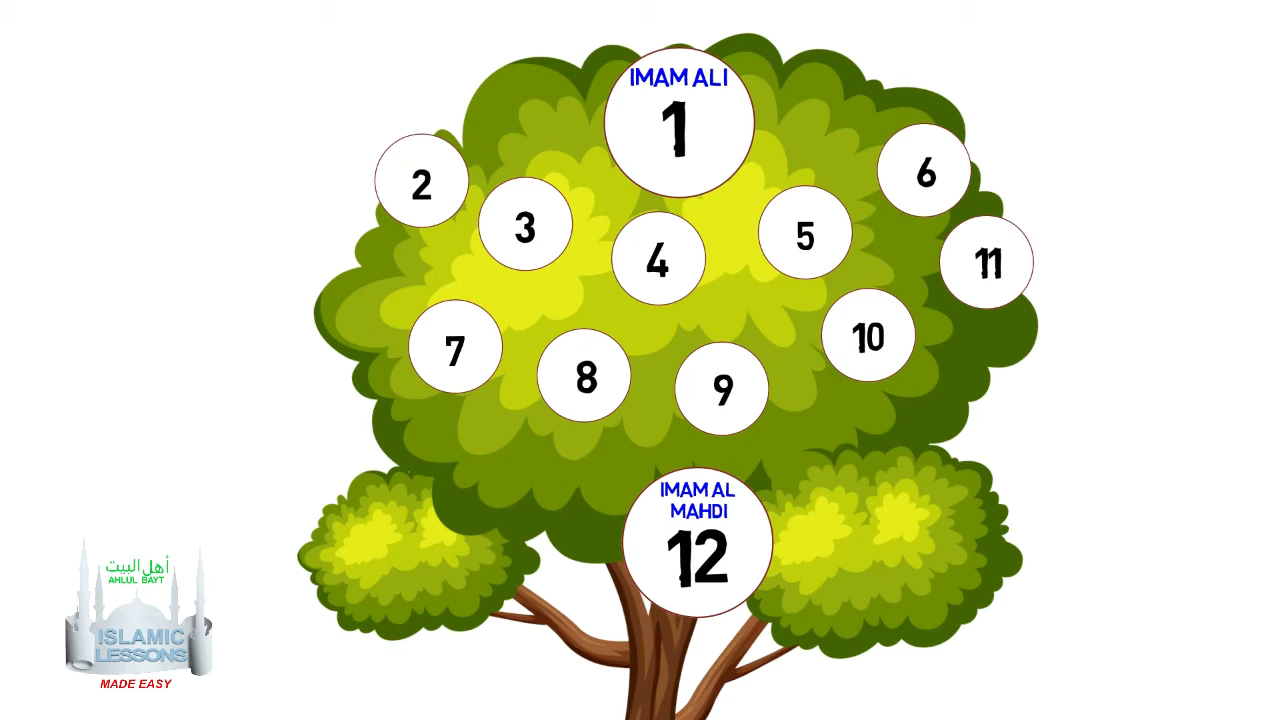 IMAM ALI
1
2
3
4
5
6
7
8
9
10
11
IMAM AL
MAHDI
12
أهل البيت
AHLUL BAYT
ISLAMIC
LESSONS
MADE EASY